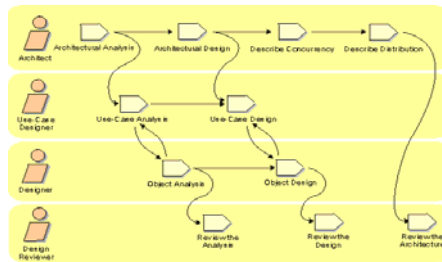 Architect
Architectural Analysis
Architectural Design
Describe Concurrency
Describe Distribution
Use-Case
Designer
Use-Case Analysis
Use-Case Design
Designer
Object Analysis
Object Design
Design
Reviewer
Review the
Analysis
Review the
Design
Review the
Architecture